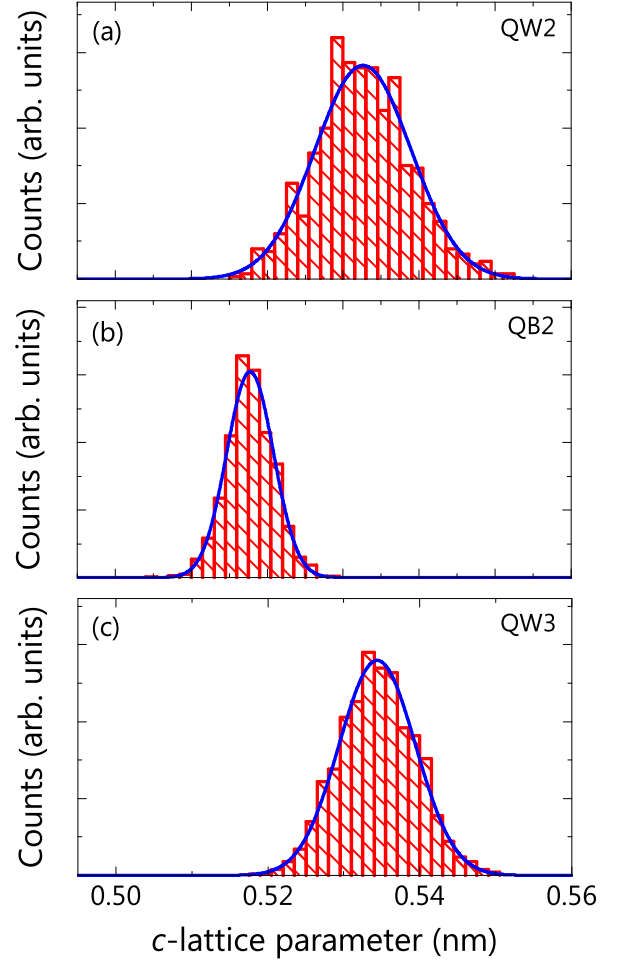 (a) QW2
Counts (arb. units)
(b) QB2
Counts (arb. units)
(c) QW3
Counts (arb. units)
0.50 0.52 0.54 0.56
c-lattice parameter (nm)